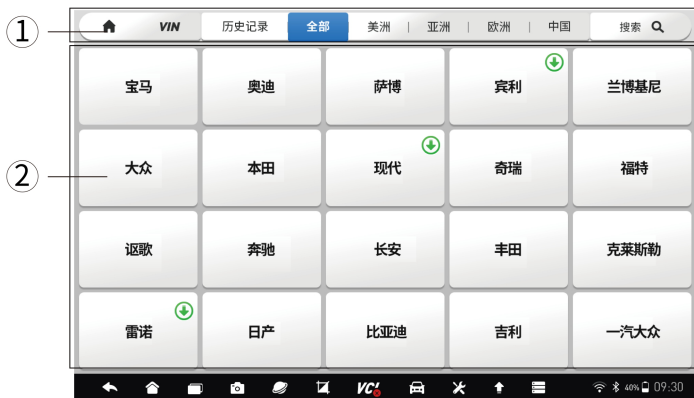 ① VIN 历史记录 全部 美洲 | 亚洲 | 欧洲 | 中国 搜索
宝马 奥迪 萨博 宾利 兰博基尼
② 大众 本田 现代 奇瑞 福特
讴歌 奔驰 长安 丰田 克莱斯勒
雷诺 日产 比亚迪 吉利 一汽大众
VCI 40% 09:30